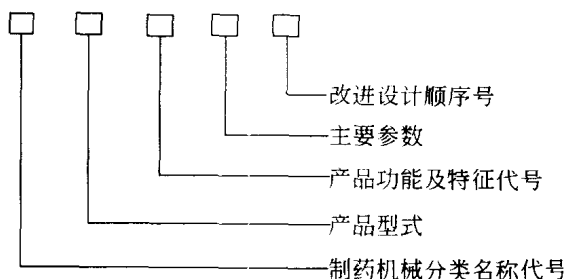 改进设计顺序号
主要参数
产品功能及特征代号
产品型式
制药机械分类名称代号